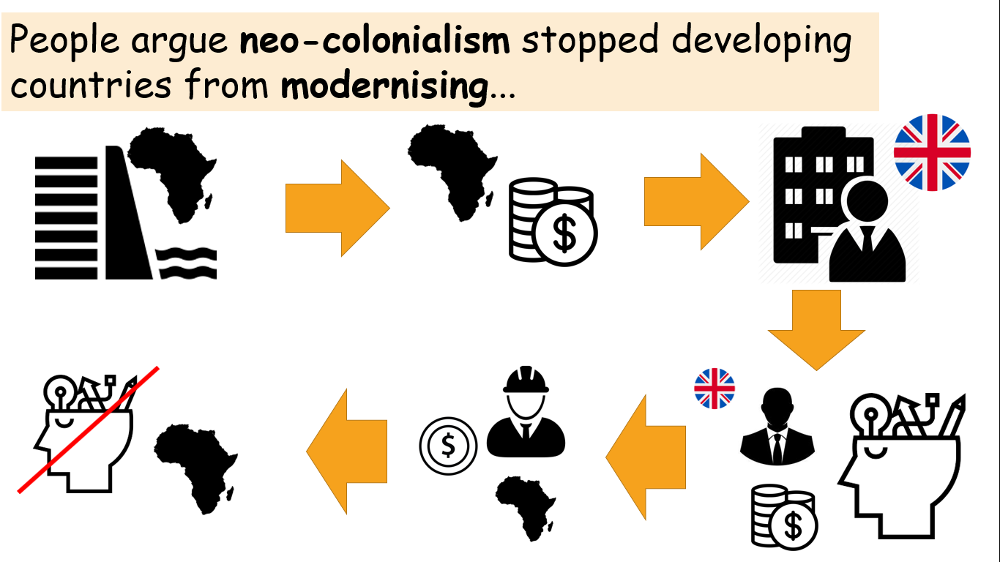 People argue neo-colonialism stopped developing
countries from modernising...
$
$
$